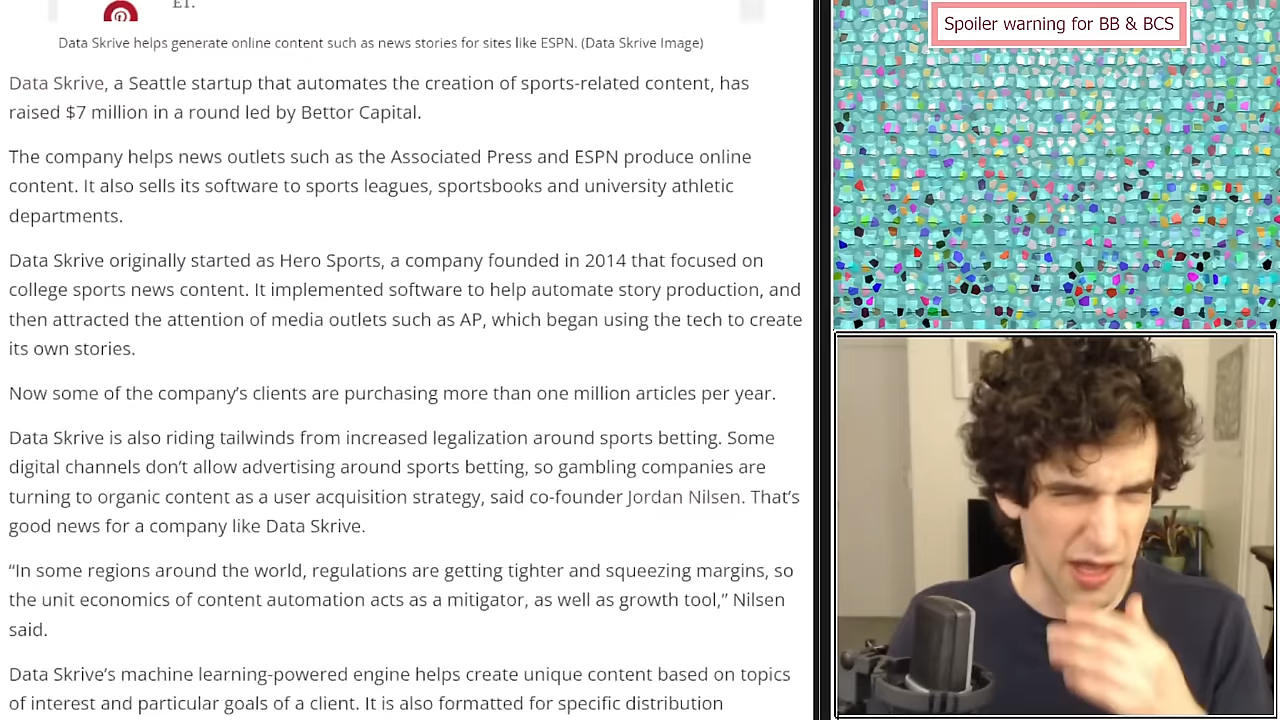 ET.
Data Skrive helps generate online content such as news stories for sites like ESPN. (Data Skrive Image)
Data Skrive, a Seattle startup that automates the creation of sports-related content, has
raised $7 million in a round led by Bettor Capital.
The company helps news outlets such as the Associated Press and ESPN produce online
content. It also sells its software to sports leagues, sportsbooks and university athletic
departments.
Data Skrive originally started as Hero Sports, a company founded in 2014 that focused on
college sports news content. It implemented software to help automate story production, and
then attracted the attention of media outlets such as AP, which began using the tech to create
its own stories.
Now some of the company’s clients are purchasing more than one million articles per year.
Data Skrive is also riding tailwinds from increased legalization around sports betting. Some
digital channels don’t allow advertising around sports betting, so gambling companies are
turning to organic content as a user acquisition strategy, said co-founder Jordan Nilsen. That’s
good news for a company like Data Skrive.
“In some regions around the world, regulations are getting tighter and squeezing margins, so
the unit economics of content automation acts as a mitigator, as well as growth tool,” Nilsen
said.
Data Skrive’s machine learning-powered engine helps create unique content based on topics
of interest and particular goals of a client. It is also formatted for specific distribution
Spoiler warning for BB & BCS